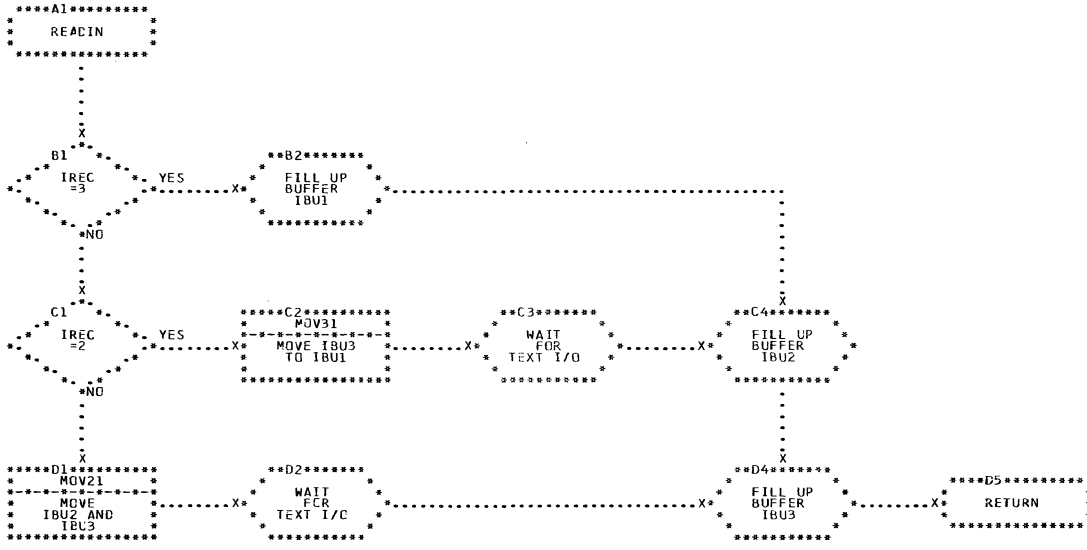 A1
READIN
B1
IREC
=3
YES
NO
B2
FILL UP
BUFFER
IBU1
C1
IREC
=2
YES
NO
C2
MOV31
MOVE IBU3
TO IBU1
C3
WAIT
FOR
TEXT I/O
C4
FILL UP
BUFFER
IBU2
D1
MOV21
MOVE
IBU2 AND
IBU3
D2
WAIT
FOR
TEXT I/O
D4
FILL UP
BUFFER
IBU3
D5
RETURN